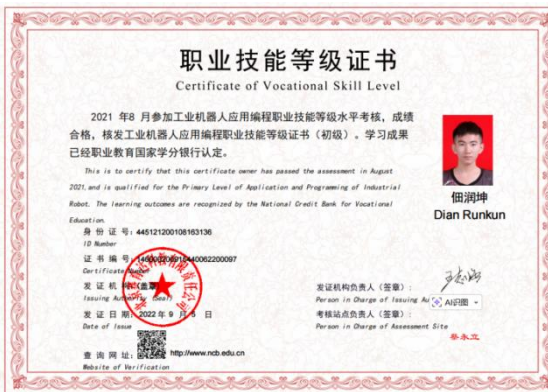 职业技能等级证书
Certificate of Vocational Skill Level
2021 年8 月参加工业机器人应用编程职业技能等级水平考核，成绩
合格，核发工业机器人应用编程职业技能等级证书（初级）。学习成果
已经职业教育国家学分银行认定。
This is to certify that this certificate owner has passed the assessment in August
2021,and is qualified for the Primary Level of Application and Programming of Industrial
Robot. The learning outcomes are recognized by the National Credit Bank for Vocational
Education.
佃润坤
Dian Runkun
身 份 证 号: 445121200108163136
ID Number
证 书 编 号:
Certificate Number
发 证 机 构（盖章）
Issuing Authority (Seal)
发 证 日 期: 2022 年 9 月 5 日
Date of Issue
查 询 网 址:
http://www.ncb.edu.cn
Website of Verification
发证机构负责人（签章）:
Person in Charge of Issuing Au
AI识图
考核站点负责人（签章）:
Person in Charge of Assessment Site